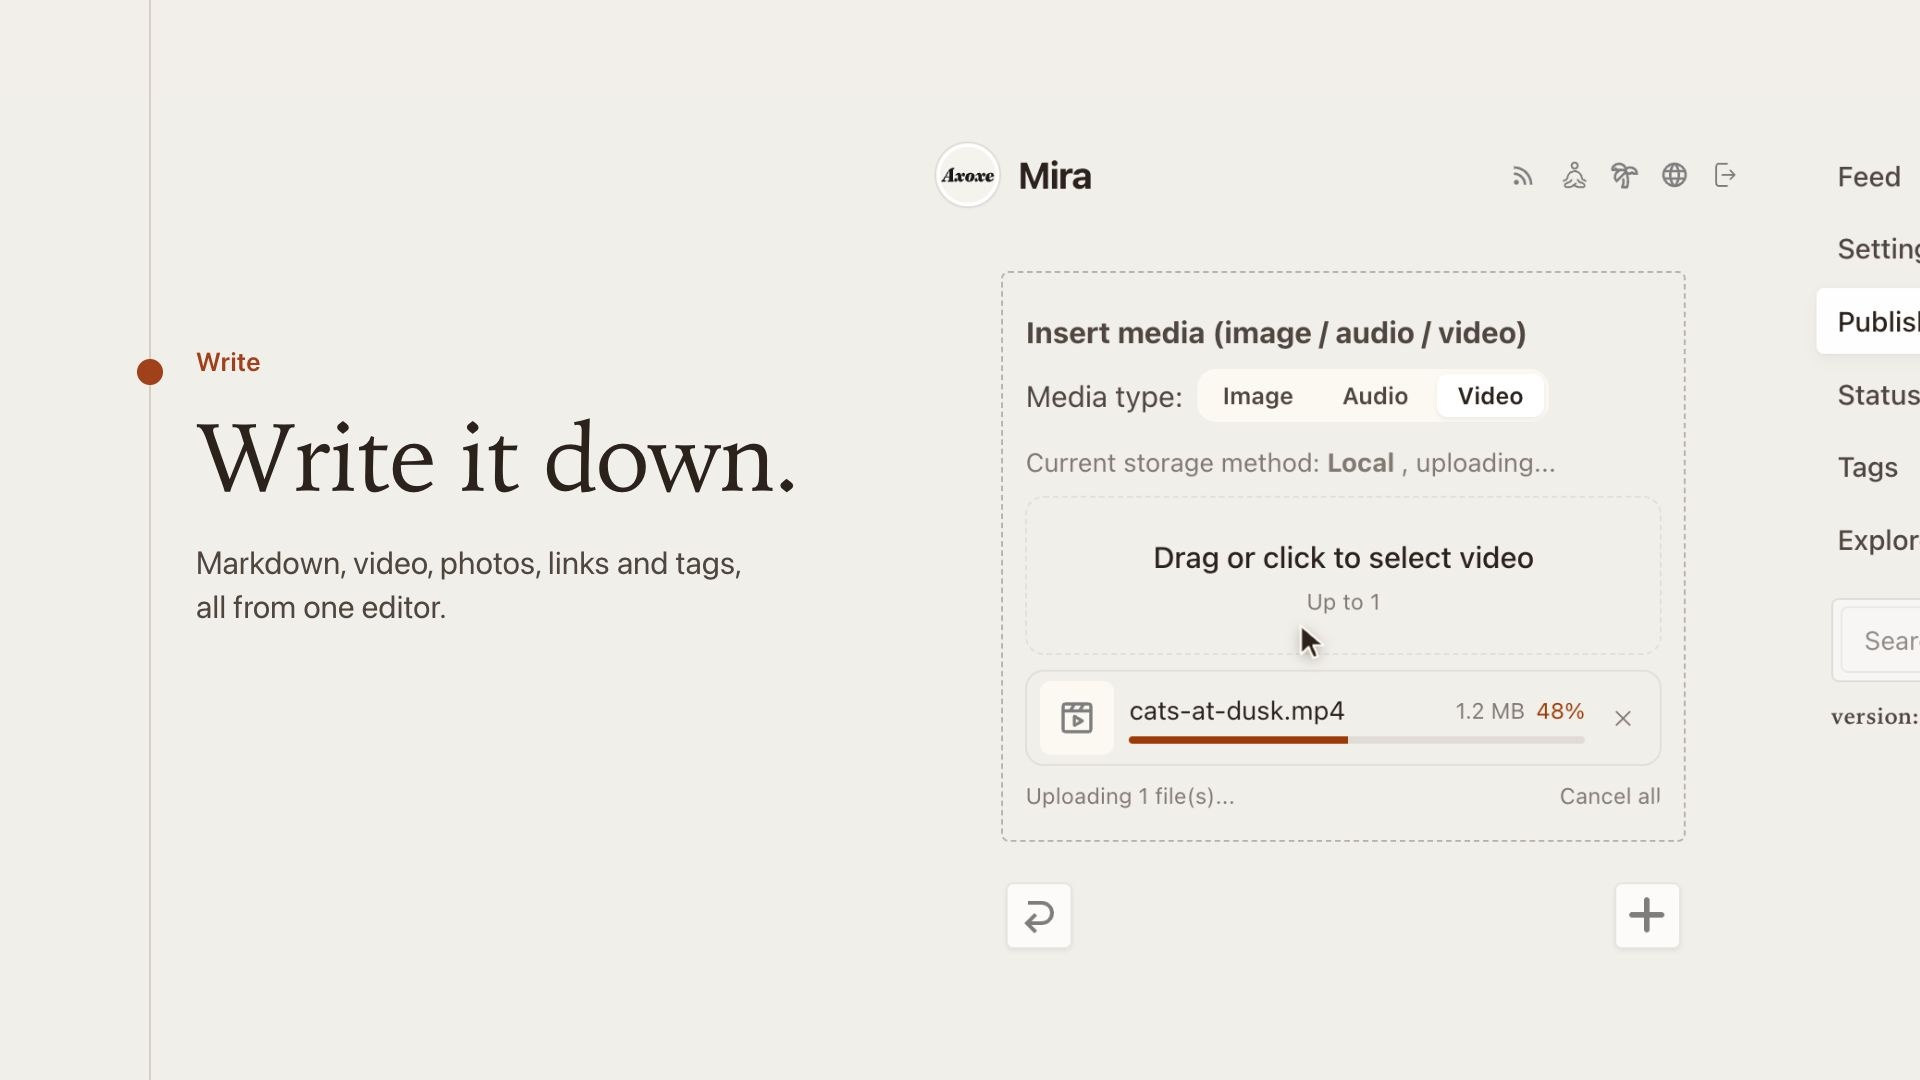 Write
Write it down.
Markdown, video, photos, links and tags,
all from one editor.
Axoxe
Mira
Insert media (image / audio / video)
Media type: Image Audio Video
Current storage method: Local , uploading...
Drag or click to select video
Up to 1
cats-at-dusk.mp4 1.2 MB 48%
Uploading 1 file(s)... Cancel all
Feed
Setting
Publish
Status
Tags
Explor
Sear
version: